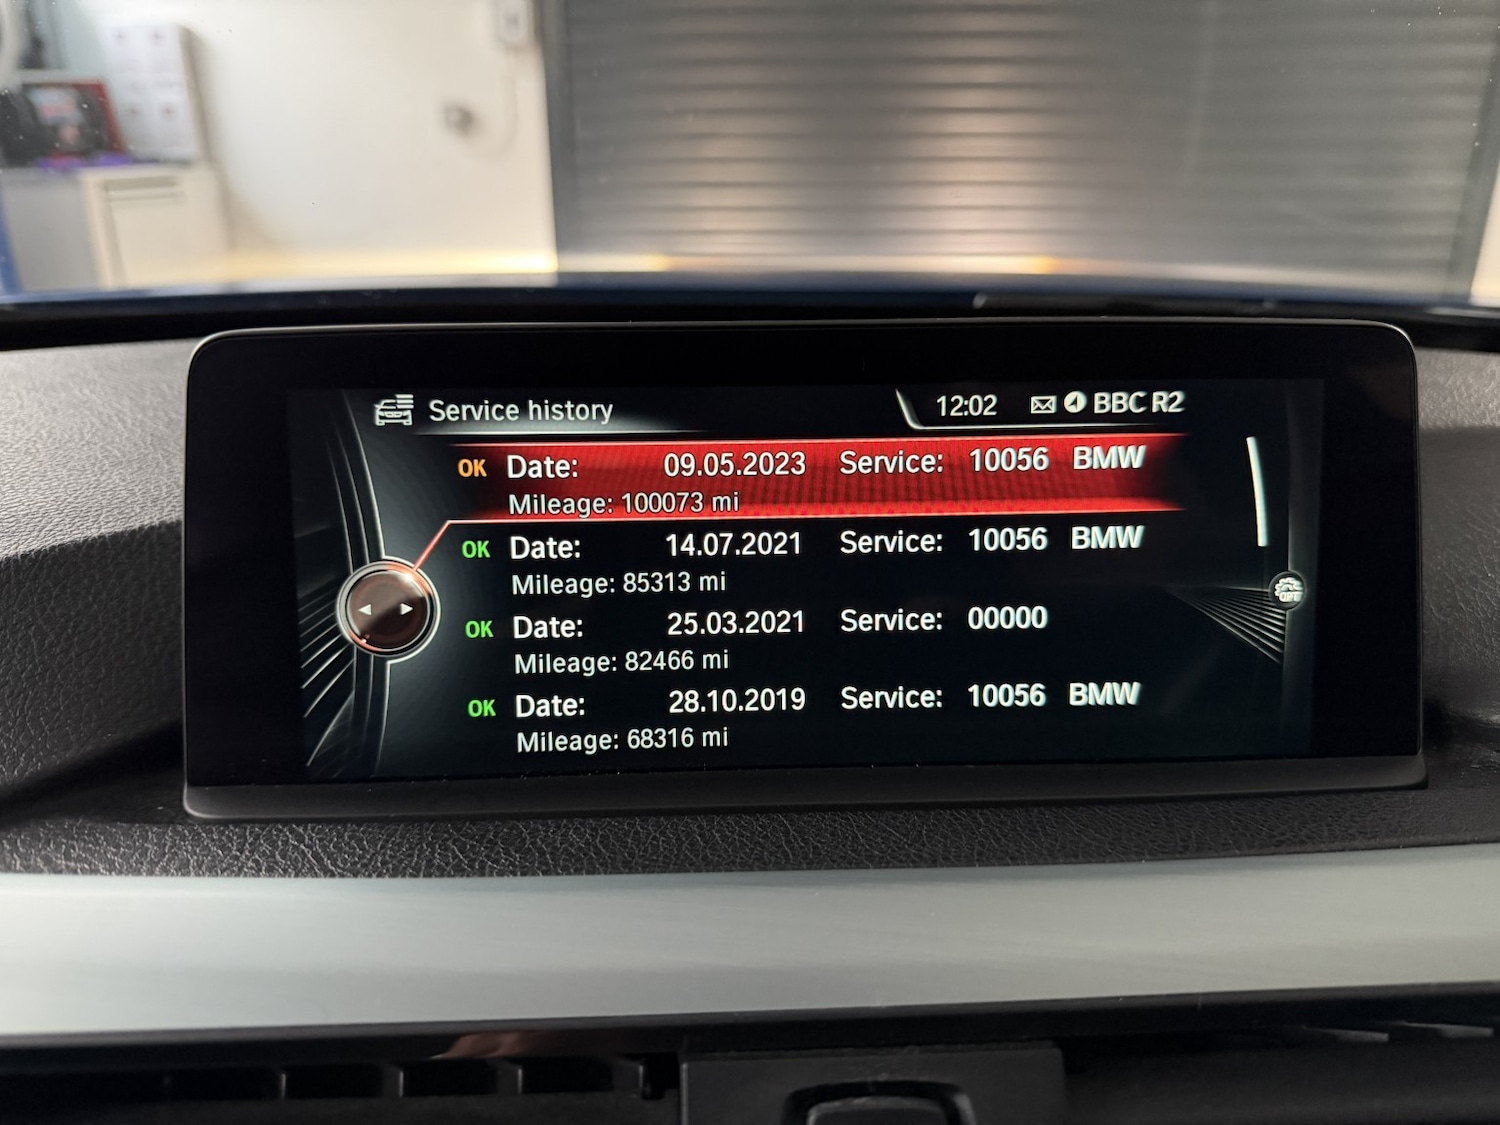 Service history 12:02 BBC R2
OK Date: 09.05.2023 Service: 10056 BMW
Mileage: 100073 mi
OK Date: 14.07.2021 Service: 10056 BMW
Mileage: 85313 mi
OK Date: 25.03.2021 Service: 00000
Mileage: 82466 mi
OK Date: 28.10.2019 Service: 10056 BMW
Mileage: 68316 mi